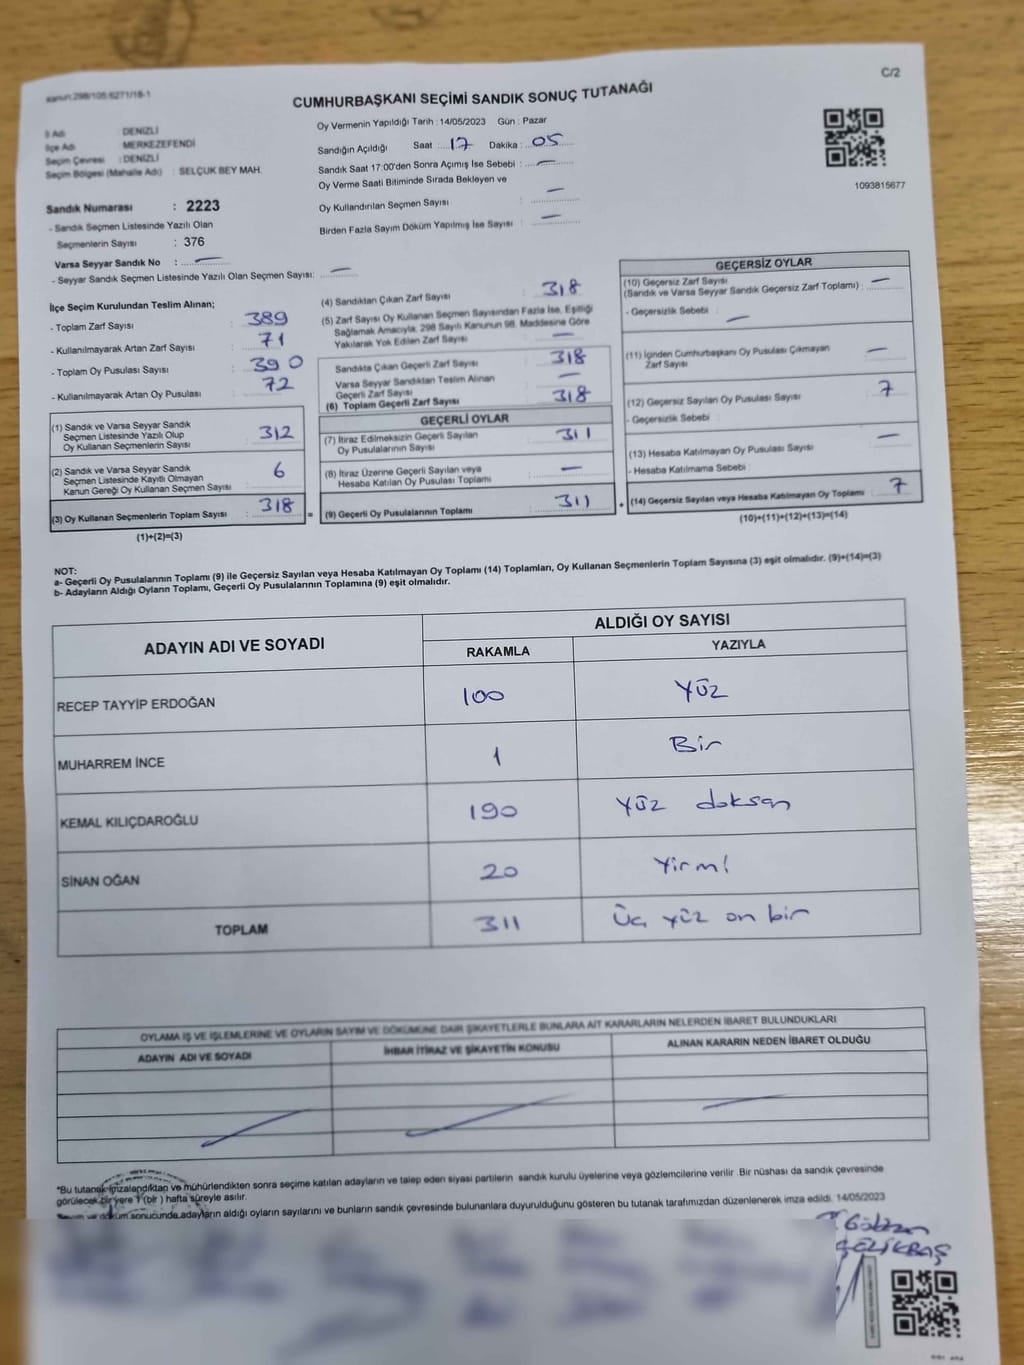 kanun:298/105;6271/18-1
C/2
CUMHURBAŞKANI SEÇİMİ SANDIK SONUÇ TUTANAĞI
İl Adı : DENİZLİ
İlçe Adı : MERKEZEFENDİ
Seçim Çevresi : DENİZLİ
Seçim Bölgesi (Mahalle Adı) : SELÇUK BEY MAH.
Sandık Numarası : 2223
- Sandık Seçmen Listesinde Yazılı Olan
Seçmenlerin Sayısı : 376
Varsa Seyyar Sandık No : —
- Seyyar Sandık Seçmen Listesinde Yazılı Olan Seçmen Sayısı: —
Oy Vermenin Yapıldığı Tarih : 14/05/2023 Gün : Pazar
Sandığın Açıldığı Saat : 17 Dakika : 05
Sandık Saat 17:00'den Sonra Açımış İse Sebebi : —
Oy Verme Saati Bitiminde Sırada Bekleyen ve
Oy Kullandırılan Seçmen Sayısı : —
Birden Fazla Sayım Döküm Yapılmış İse Sayısı : —
1093815677
İlçe Seçim Kurulundan Teslim Alınan;
- Toplam Zarf Sayısı : 389
- Kullanılmayarak Artan Zarf Sayısı : 71
- Toplam Oy Pusulası Sayısı : 390
- Kullanılmayarak Artan Oy Pusulası : 72
(1) Sandık ve Varsa Seyyar Sandık
Seçmen Listesinde Yazılı Olup
Oy Kullanan Seçmenlerin Sayısı : 312
(2) Sandık ve Varsa Seyyar Sandık
Seçmen Listesinde Kayıtlı Olmayan
Kanun Gereği Oy Kullanan Seçmen Sayısı : 6
(3) Oy Kullanan Seçmenlerin Toplam Sayısı : 318
(1)+(2)=(3)
(4) Sandıktan Çıkan Zarf Sayısı : 318
(5) Zarf Sayısı Oy Kullanan Seçmen Sayısından Fazla İse, Eşitliği
Sağlamak Amacıyla, 298 Sayılı Kanunun 98. Maddesine Göre
Yakılarak Yok Edilen Zarf Sayısı : —
Sandıkta Çıkan Geçerli Zarf Sayısı : 318
Varsa Seyyar Sandıktan Teslim Alınan
Geçerli Zarf Sayısı : —
(6) Toplam Geçerli Zarf Sayısı : 318
GEÇERLİ OYLAR
(7) İtiraz Edilmeksizin Geçerli Sayılan
Oy Pusulalarının Sayısı : 311
(8) İtiraz Üzerine Geçerli Sayılan veya
Hesaba Katılan Oy Pusulası Toplamı : —
= (9) Geçerli Oy Pusulalarının Toplamı : 311
GEÇERSİZ OYLAR
(10) Geçersiz Zarf Sayısı
(Sandık ve Varsa Seyyar Sandık Geçersiz Zarf Toplamı) : —
- Geçersizlik Sebebi : —
(11) İçinden Cumhurbaşkanı Oy Pusulası Çıkmayan
Zarf Sayısı : —
(12) Geçersiz Sayılan Oy Pusulası Sayısı : 7
- Geçersizlik Sebebi :
(13) Hesaba Katılmayan Oy Pusulası Sayısı : —
- Hesaba Katılmama Sebebi :
+ (14) Geçersiz Sayılan veya Hesaba Katılmayan Oy Toplamı : 7
(10)+(11)+(12)+(13)=(14)
NOT:
a- Geçerli Oy Pusulalarının Toplamı (9) ile Geçersiz Sayılan veya Hesaba Katılmayan Oy Toplamı (14) Toplamları, Oy Kullanan Seçmenlerin Toplam Sayısına (3) eşit olmalıdır. (9)+(14)=(3)
b- Adayların Aldığı Oyların Toplamı, Geçerli Oy Pusulalarının Toplamına (9) eşit olmalıdır.
ADAYIN ADI VE SOYADI
ALDIĞI OY SAYISI
RAKAMLA YAZIYLA
RECEP TAYYİP ERDOĞAN 100 Yüz
MUHARREM İNCE 1 Bir
KEMAL KILIÇDAROĞLU 190 Yüz doksan
SİNAN OĞAN 20 Yirmi
TOPLAM 311 Üç yüz on bir
OYLAMA İŞ VE İŞLEMLERİNE VE OYLARIN SAYIM VE DÖKÜMÜNE DAİR ŞİKAYETLERLE BUNLARA AİT KARARLARIN NELERDEN İBARET BULUNDUKLARI
ADAYIN ADI VE SOYADI İHBAR İTİRAZ VE ŞİKAYETİN KONUSU ALINAN KARARIN NEDEN İBARET OLDUĞU
*Bu tutanak imzalandıktan ve mühürlendikten sonra seçime katılan adayların ve talep eden siyasi partilerin sandık kurulu üyelerine veya gözlemcilerine verilir. Bir nüshası da sandık çevresinde
görülecek bir yere 1 (bir ) hafta süreyle asılır.
Seçim ve döküm sonucunda adayların aldığı oyların sayılarını ve bunların sandık çevresinde bulunanlara duyurulduğunu gösteren bu tutanak tarafımızdan düzenlenerek imza edildi. 14/05/2023
Gökhan
ÇELİKBAŞ